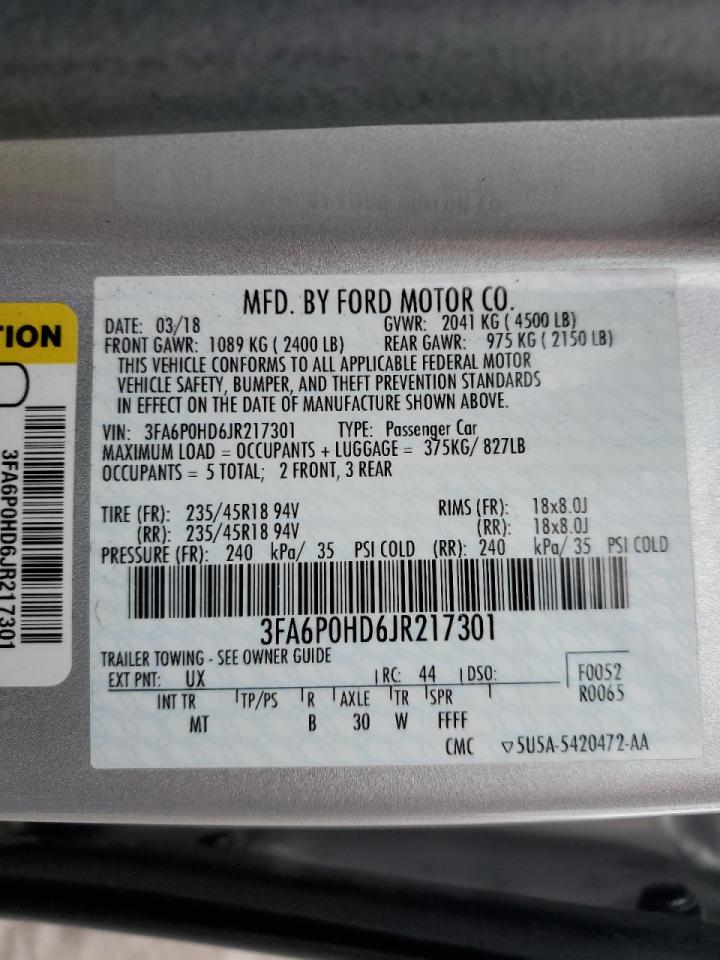 MFD. BY FORD MOTOR CO.
DATE: 03/18 GVWR: 2041 KG ( 4500 LB)
FRONT GAWR: 1089 KG ( 2400 LB) REAR GAWR: 975 KG ( 2150 LB)
THIS VEHICLE CONFORMS TO ALL APPLICABLE FEDERAL MOTOR
VEHICLE SAFETY, BUMPER, AND THEFT PREVENTION STANDARDS
IN EFFECT ON THE DATE OF MANUFACTURE SHOWN ABOVE.
VIN: 3FA6P0HD6JR217301 TYPE: Passenger Car
MAXIMUM LOAD = OCCUPANTS + LUGGAGE = 375KG/ 827LB
OCCUPANTS = 5 TOTAL; 2 FRONT, 3 REAR
TIRE (FR): 235/45R18 94V RIMS (FR): 18x8.0J
(RR): 235/45R18 94V (RR): 18x8.0J
PRESSURE (FR): 240 kPa/ 35 PSI COLD (RR): 240 kPa/ 35 PSI COLD
3FA6P0HD6JR217301
TRAILER TOWING - SEE OWNER GUIDE
EXT PNT: UX RC: 44 DSO: F0052
INT TR TP/PS R AXLE TR SPR R0065
MT B 30 W FFFF
CMC ▽5U5A-5420472-AA
TION
3FA6P0HD6JR217301